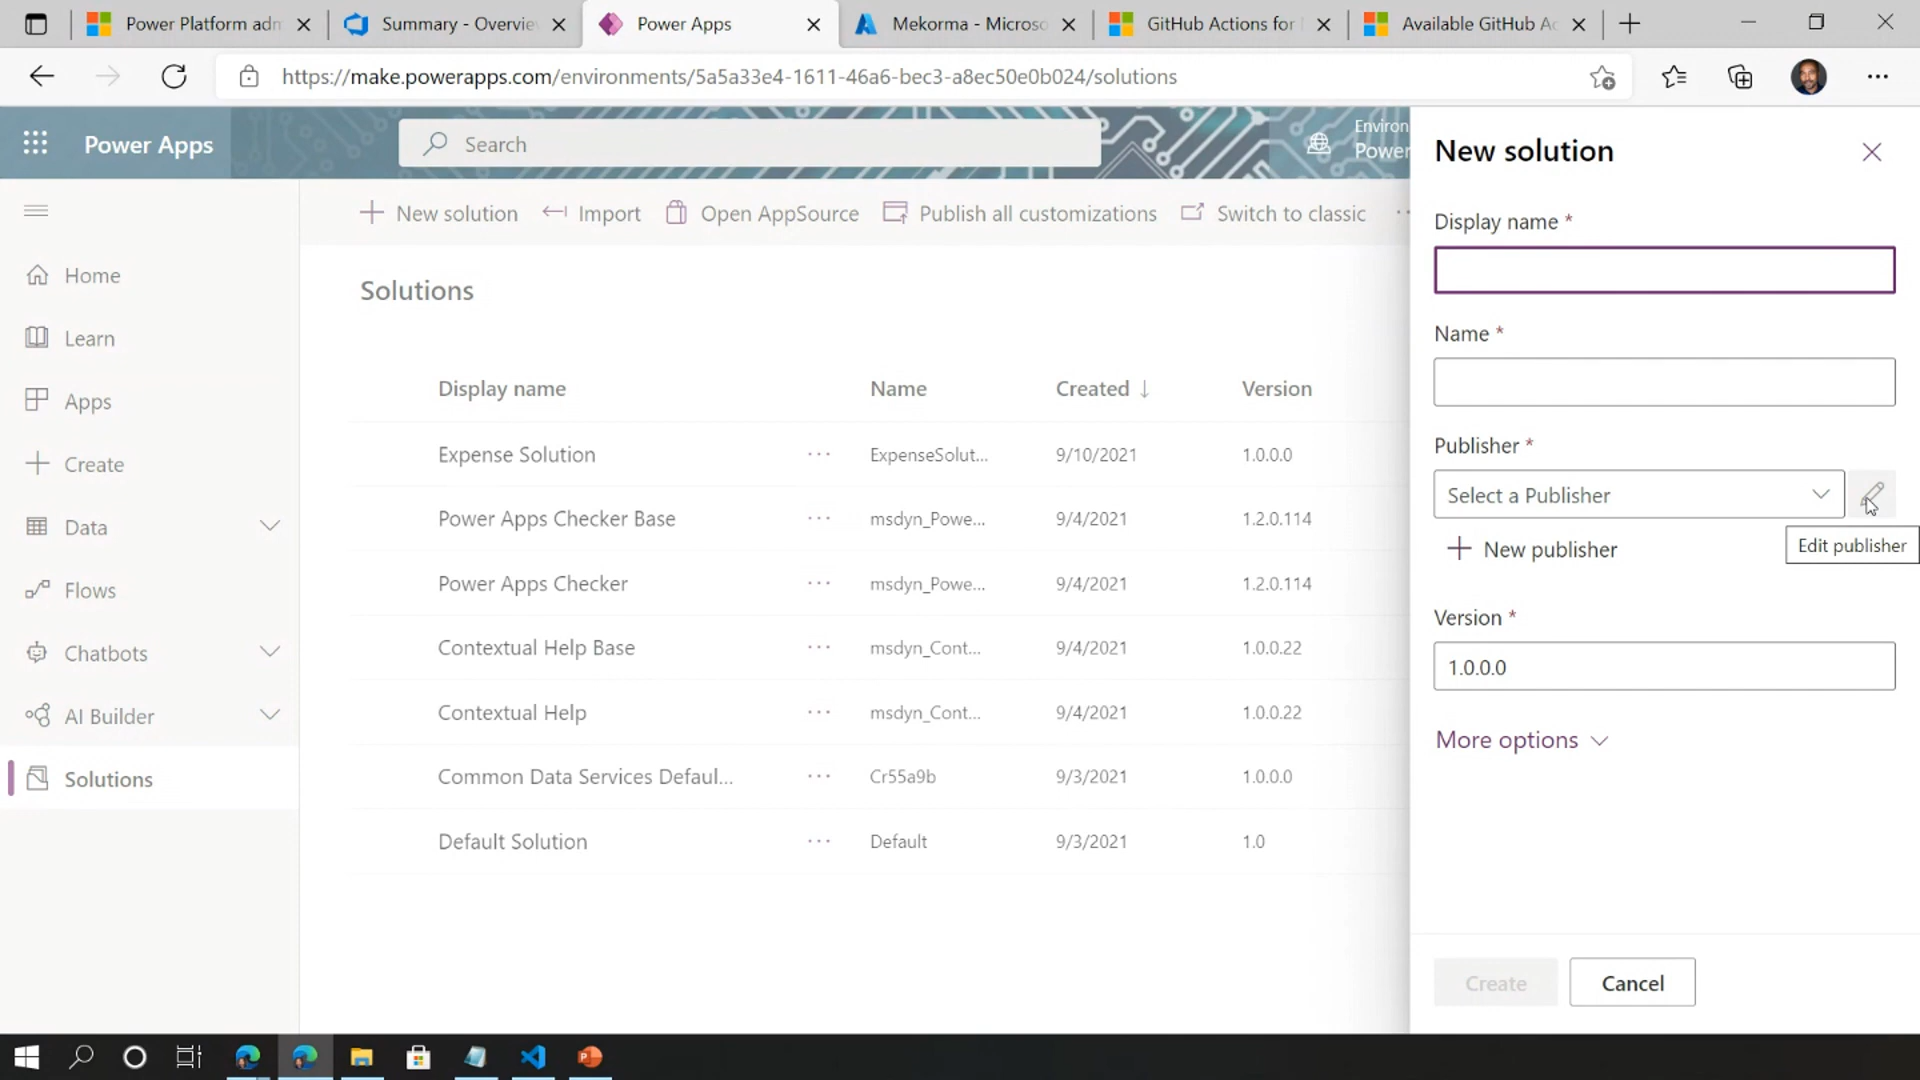 Power Platform adn
Summary - Overvie
Power Apps
Mekorma - Microso
GitHub Actions for
Available GitHub Ac
https://make.powerapps.com/environments/5a5a33e4-1611-46a6-bec3-a8ec50e0b024/solutions
Power Apps
Search
Environ
Power
New solution
Import
Open AppSource
Publish all customizations
Switch to classic
Home
Learn
Apps
Create
Data
Flows
Chatbots
AI Builder
Solutions
Solutions
Display name Name Created ↓ Version
Expense Solution ··· ExpenseSolut... 9/10/2021 1.0.0.0
Power Apps Checker Base ··· msdyn_Powe... 9/4/2021 1.2.0.114
Power Apps Checker ··· msdyn_Powe... 9/4/2021 1.2.0.114
Contextual Help Base ··· msdyn_Cont... 9/4/2021 1.0.0.22
Contextual Help ··· msdyn_Cont... 9/4/2021 1.0.0.22
Common Data Services Defaul... ··· Cr55a9b 9/3/2021 1.0.0.0
Default Solution ··· Default 9/3/2021 1.0
New solution
Display name *
Name *
Publisher *
Select a Publisher
New publisher
Edit publisher
Version *
1.0.0.0
More options
Create
Cancel